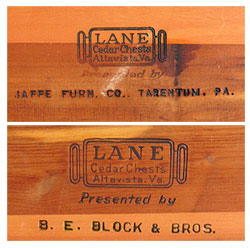 LANE
Cedar Chests
Altavista, Va.
Presented by
JAFFE FURN. CO. TARENTUM, PA.
LANE
Cedar Chests
Altavista, Va.
Presented by
B. E. BLOCK & BROS.